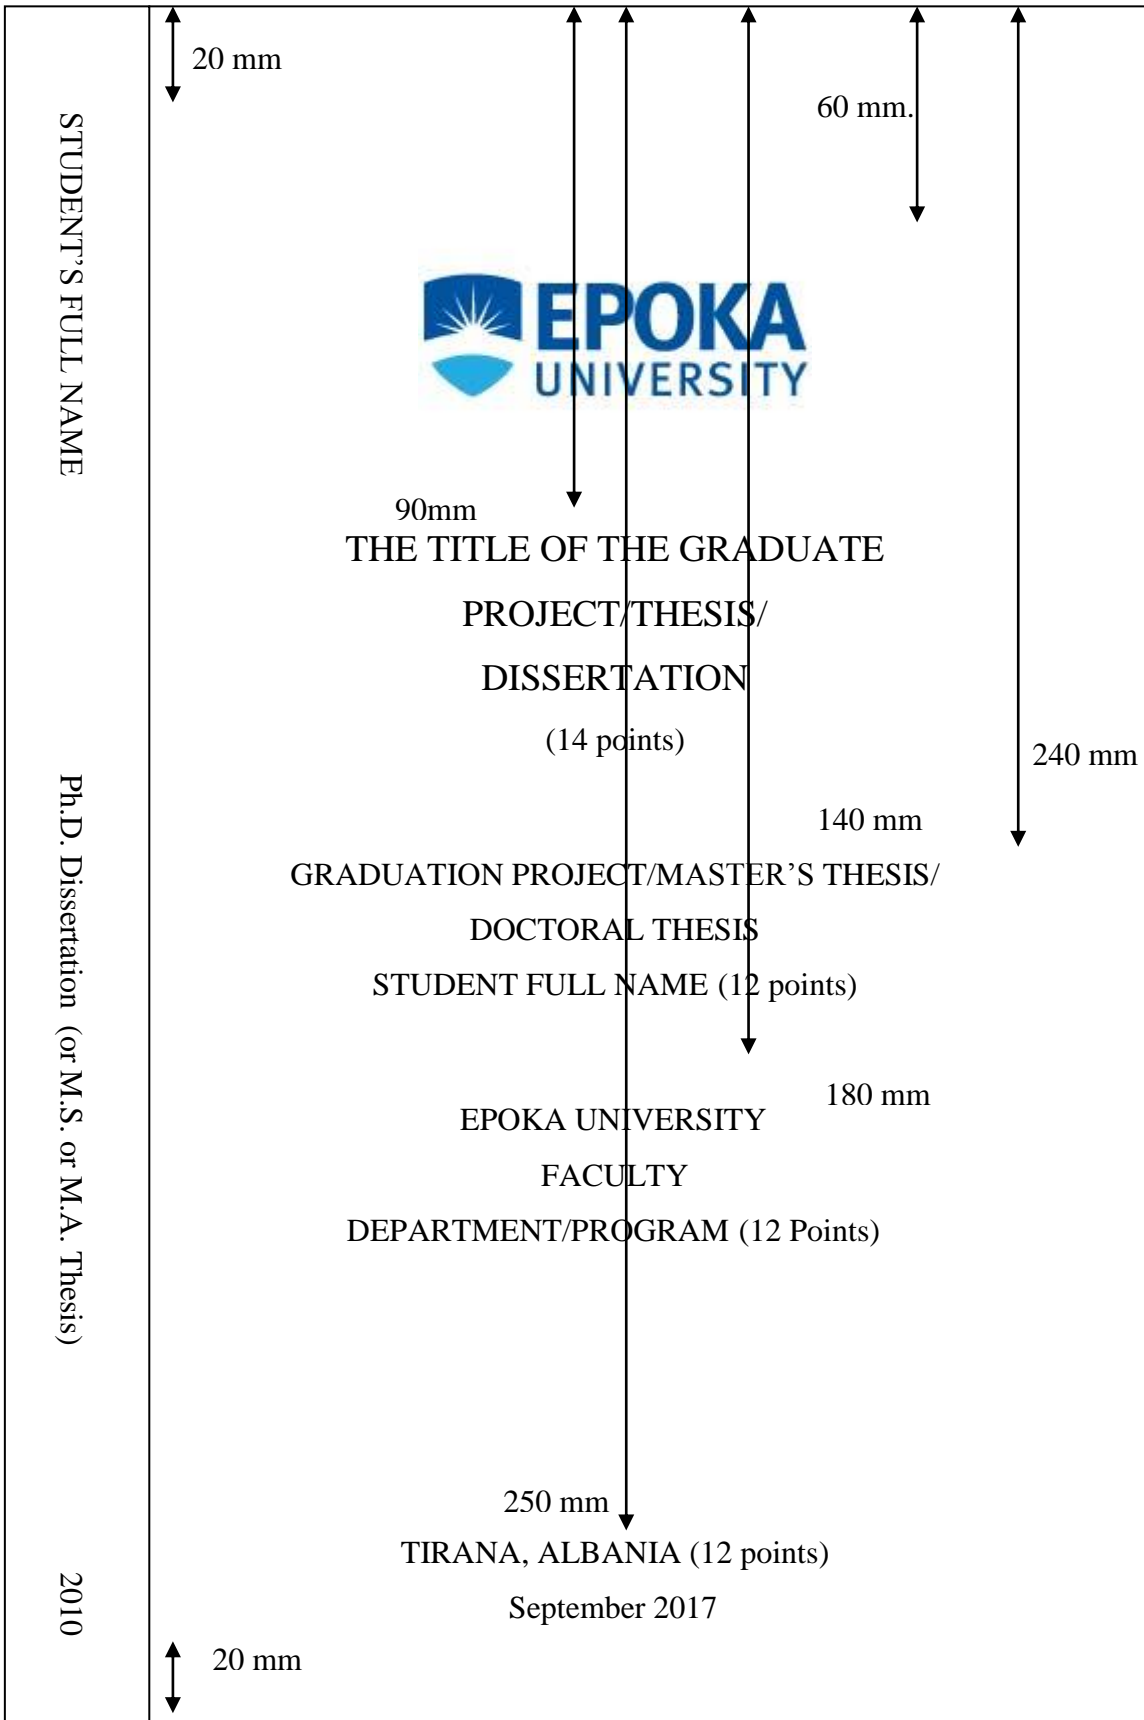 20 mm
60 mm.
STUDENT’S FULL NAME
EPOKA
UNIVERSITY
90mm
THE TITLE OF THE GRADUATE
PROJECT/THESIS/
DISSERTATION
(14 points)
240 mm
Ph.D. Dissertation (or M.S. or M.A. Thesis)
140 mm
GRADUATION PROJECT/MASTER’S THESIS/
DOCTORAL THESIS
STUDENT FULL NAME (12 points)
180 mm
EPOKA UNIVERSITY
FACULTY
DEPARTMENT/PROGRAM (12 Points)
250 mm
TIRANA, ALBANIA (12 points)
2010
September 2017
20 mm